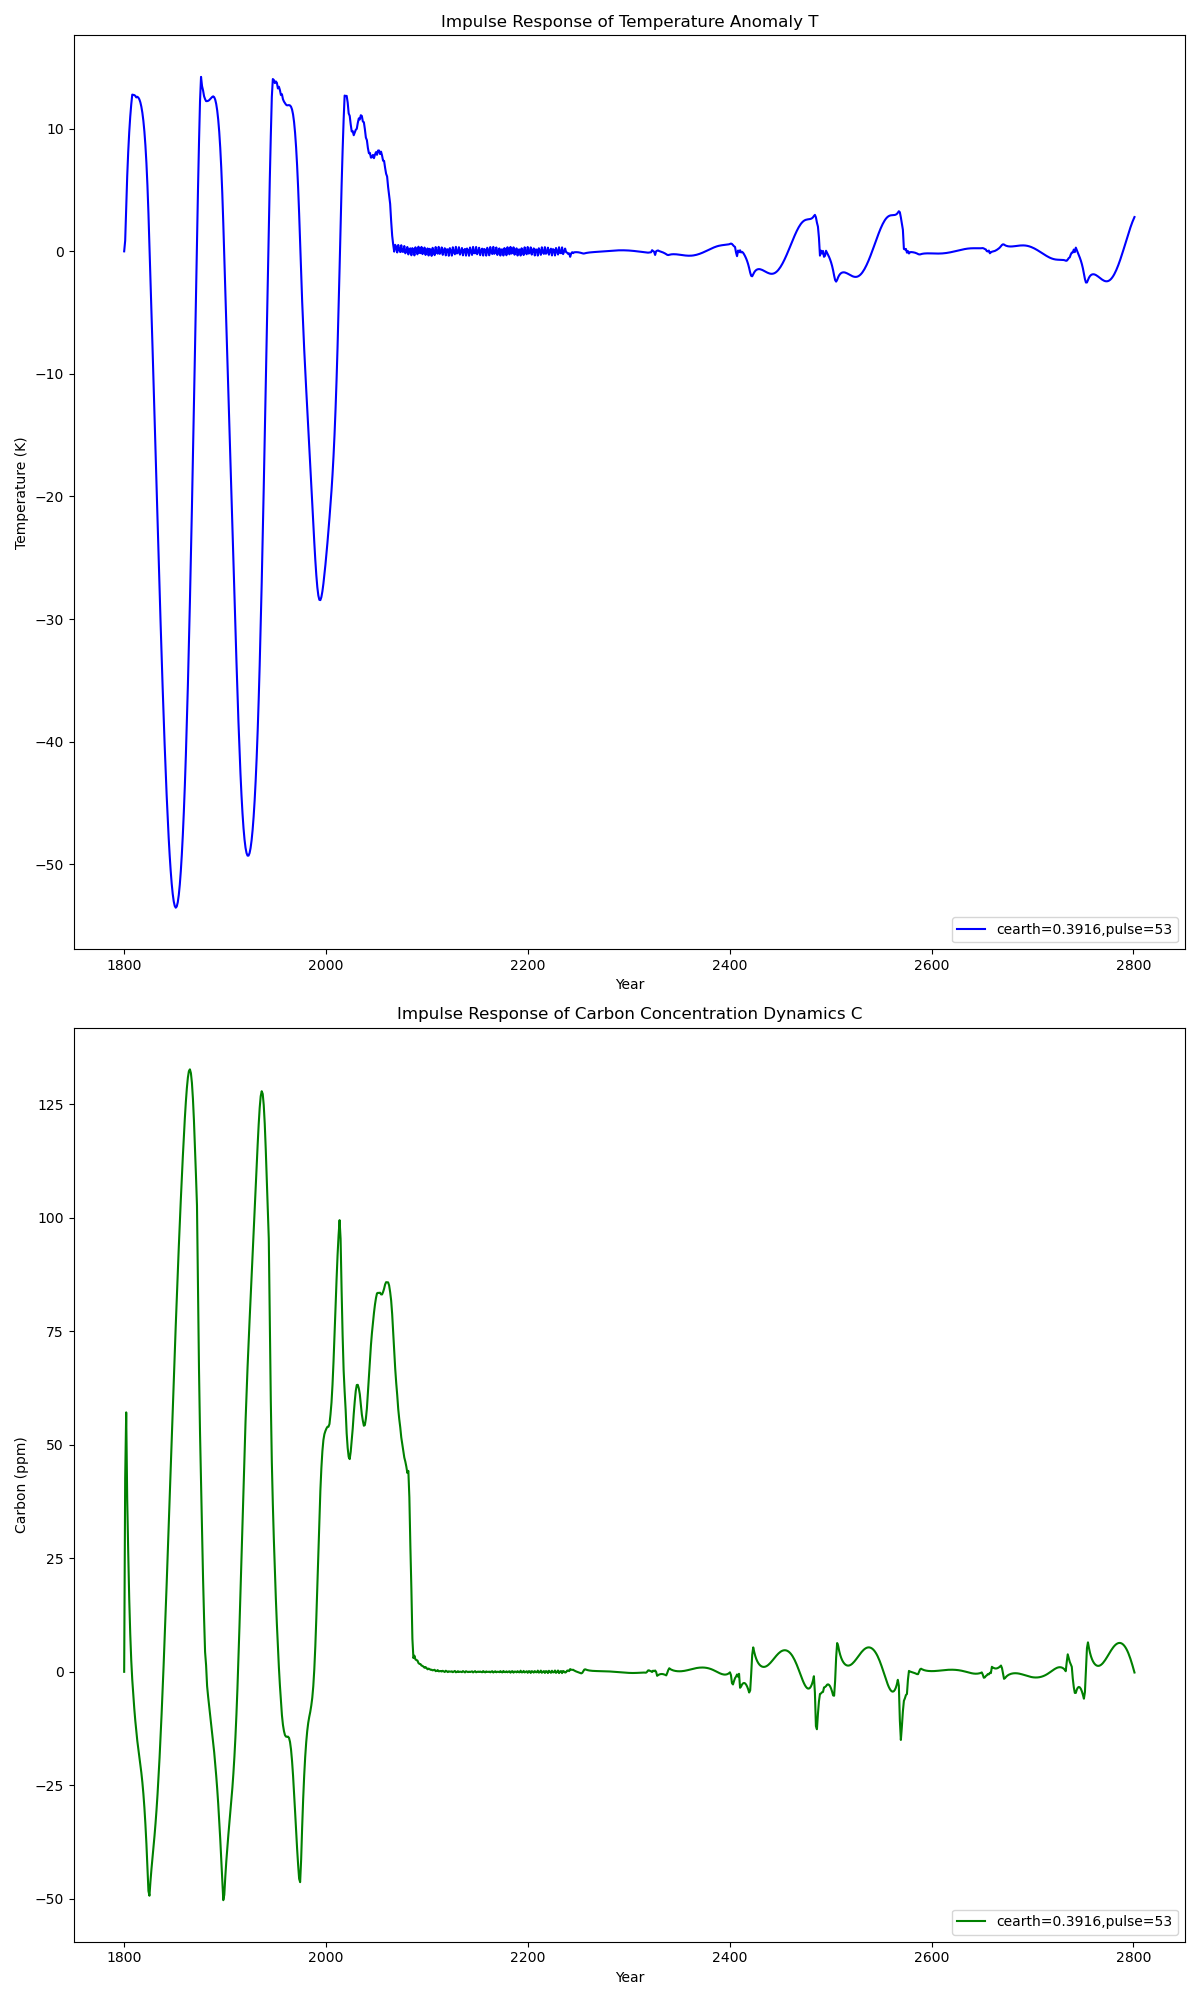 Impulse Response of Temperature Anomaly T
10
0
−10
−20
−30
−40
−50
Temperature (K)
cearth=0.3916,pulse=53
1800 2000 2200 2400 2600 2800
Year
Impulse Response of Carbon Concentration Dynamics C
125
100
75
50
25
0
−25
−50
Carbon (ppm)
cearth=0.3916,pulse=53
1800 2000 2200 2400 2600 2800
Year